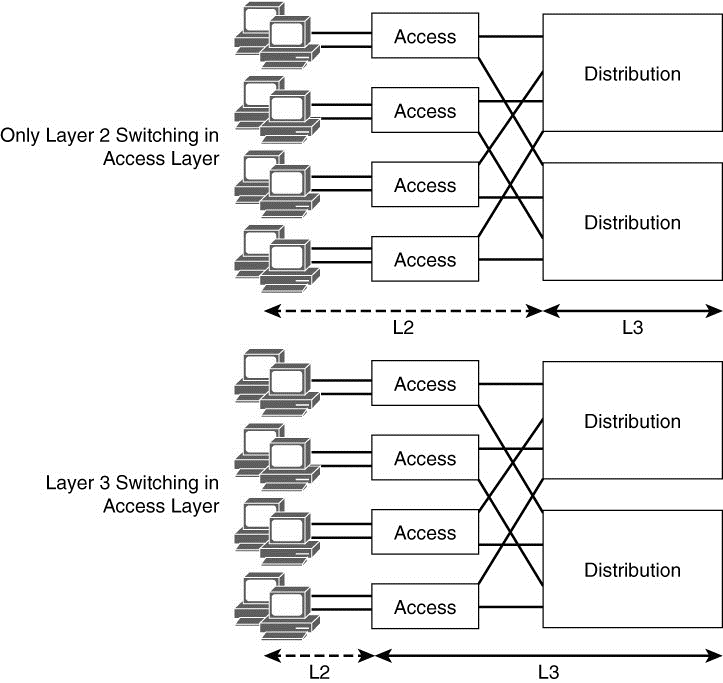 Access
Distribution
Access
Only Layer 2 Switching in
Access Layer
Access
Distribution
Access
L2
L3
Access
Distribution
Access
Layer 3 Switching in
Access Layer
Access
Distribution
Access
L2
L3